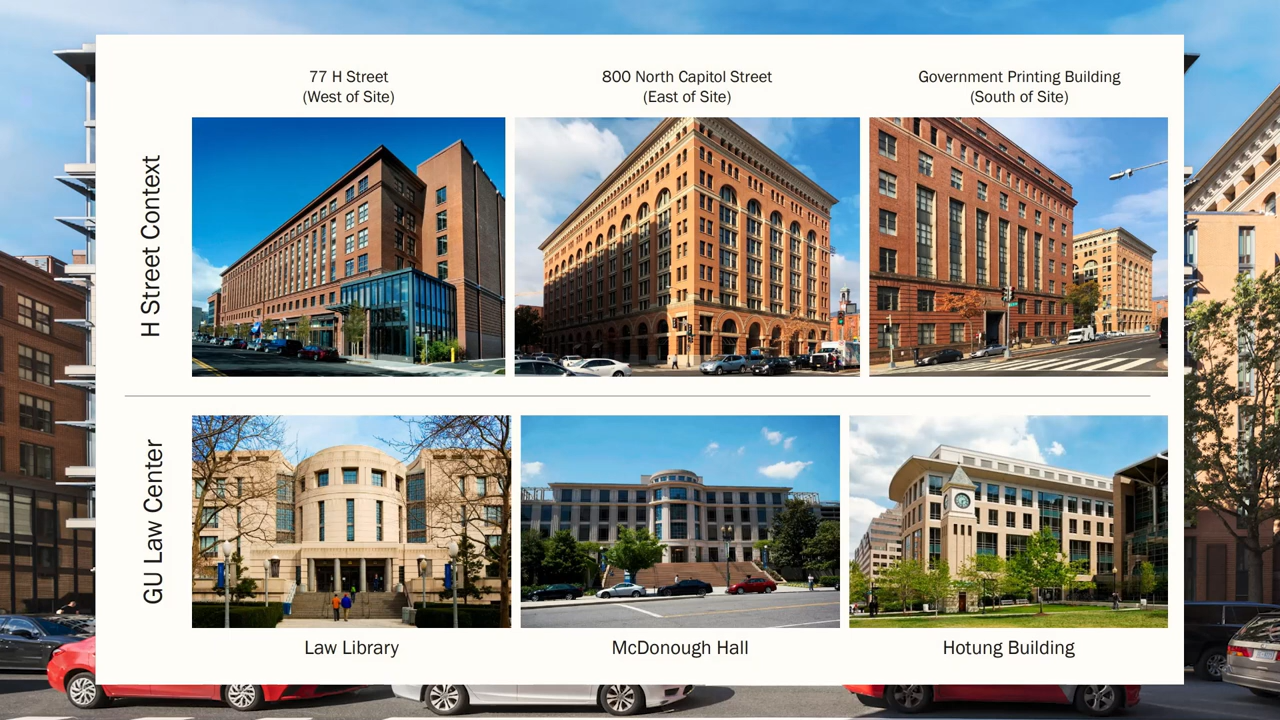 77 H Street
(West of Site)
800 North Capitol Street
(East of Site)
Government Printing Building
(South of Site)
H Street Context
GU Law Center
Law Library
McDonough Hall
Hotung Building